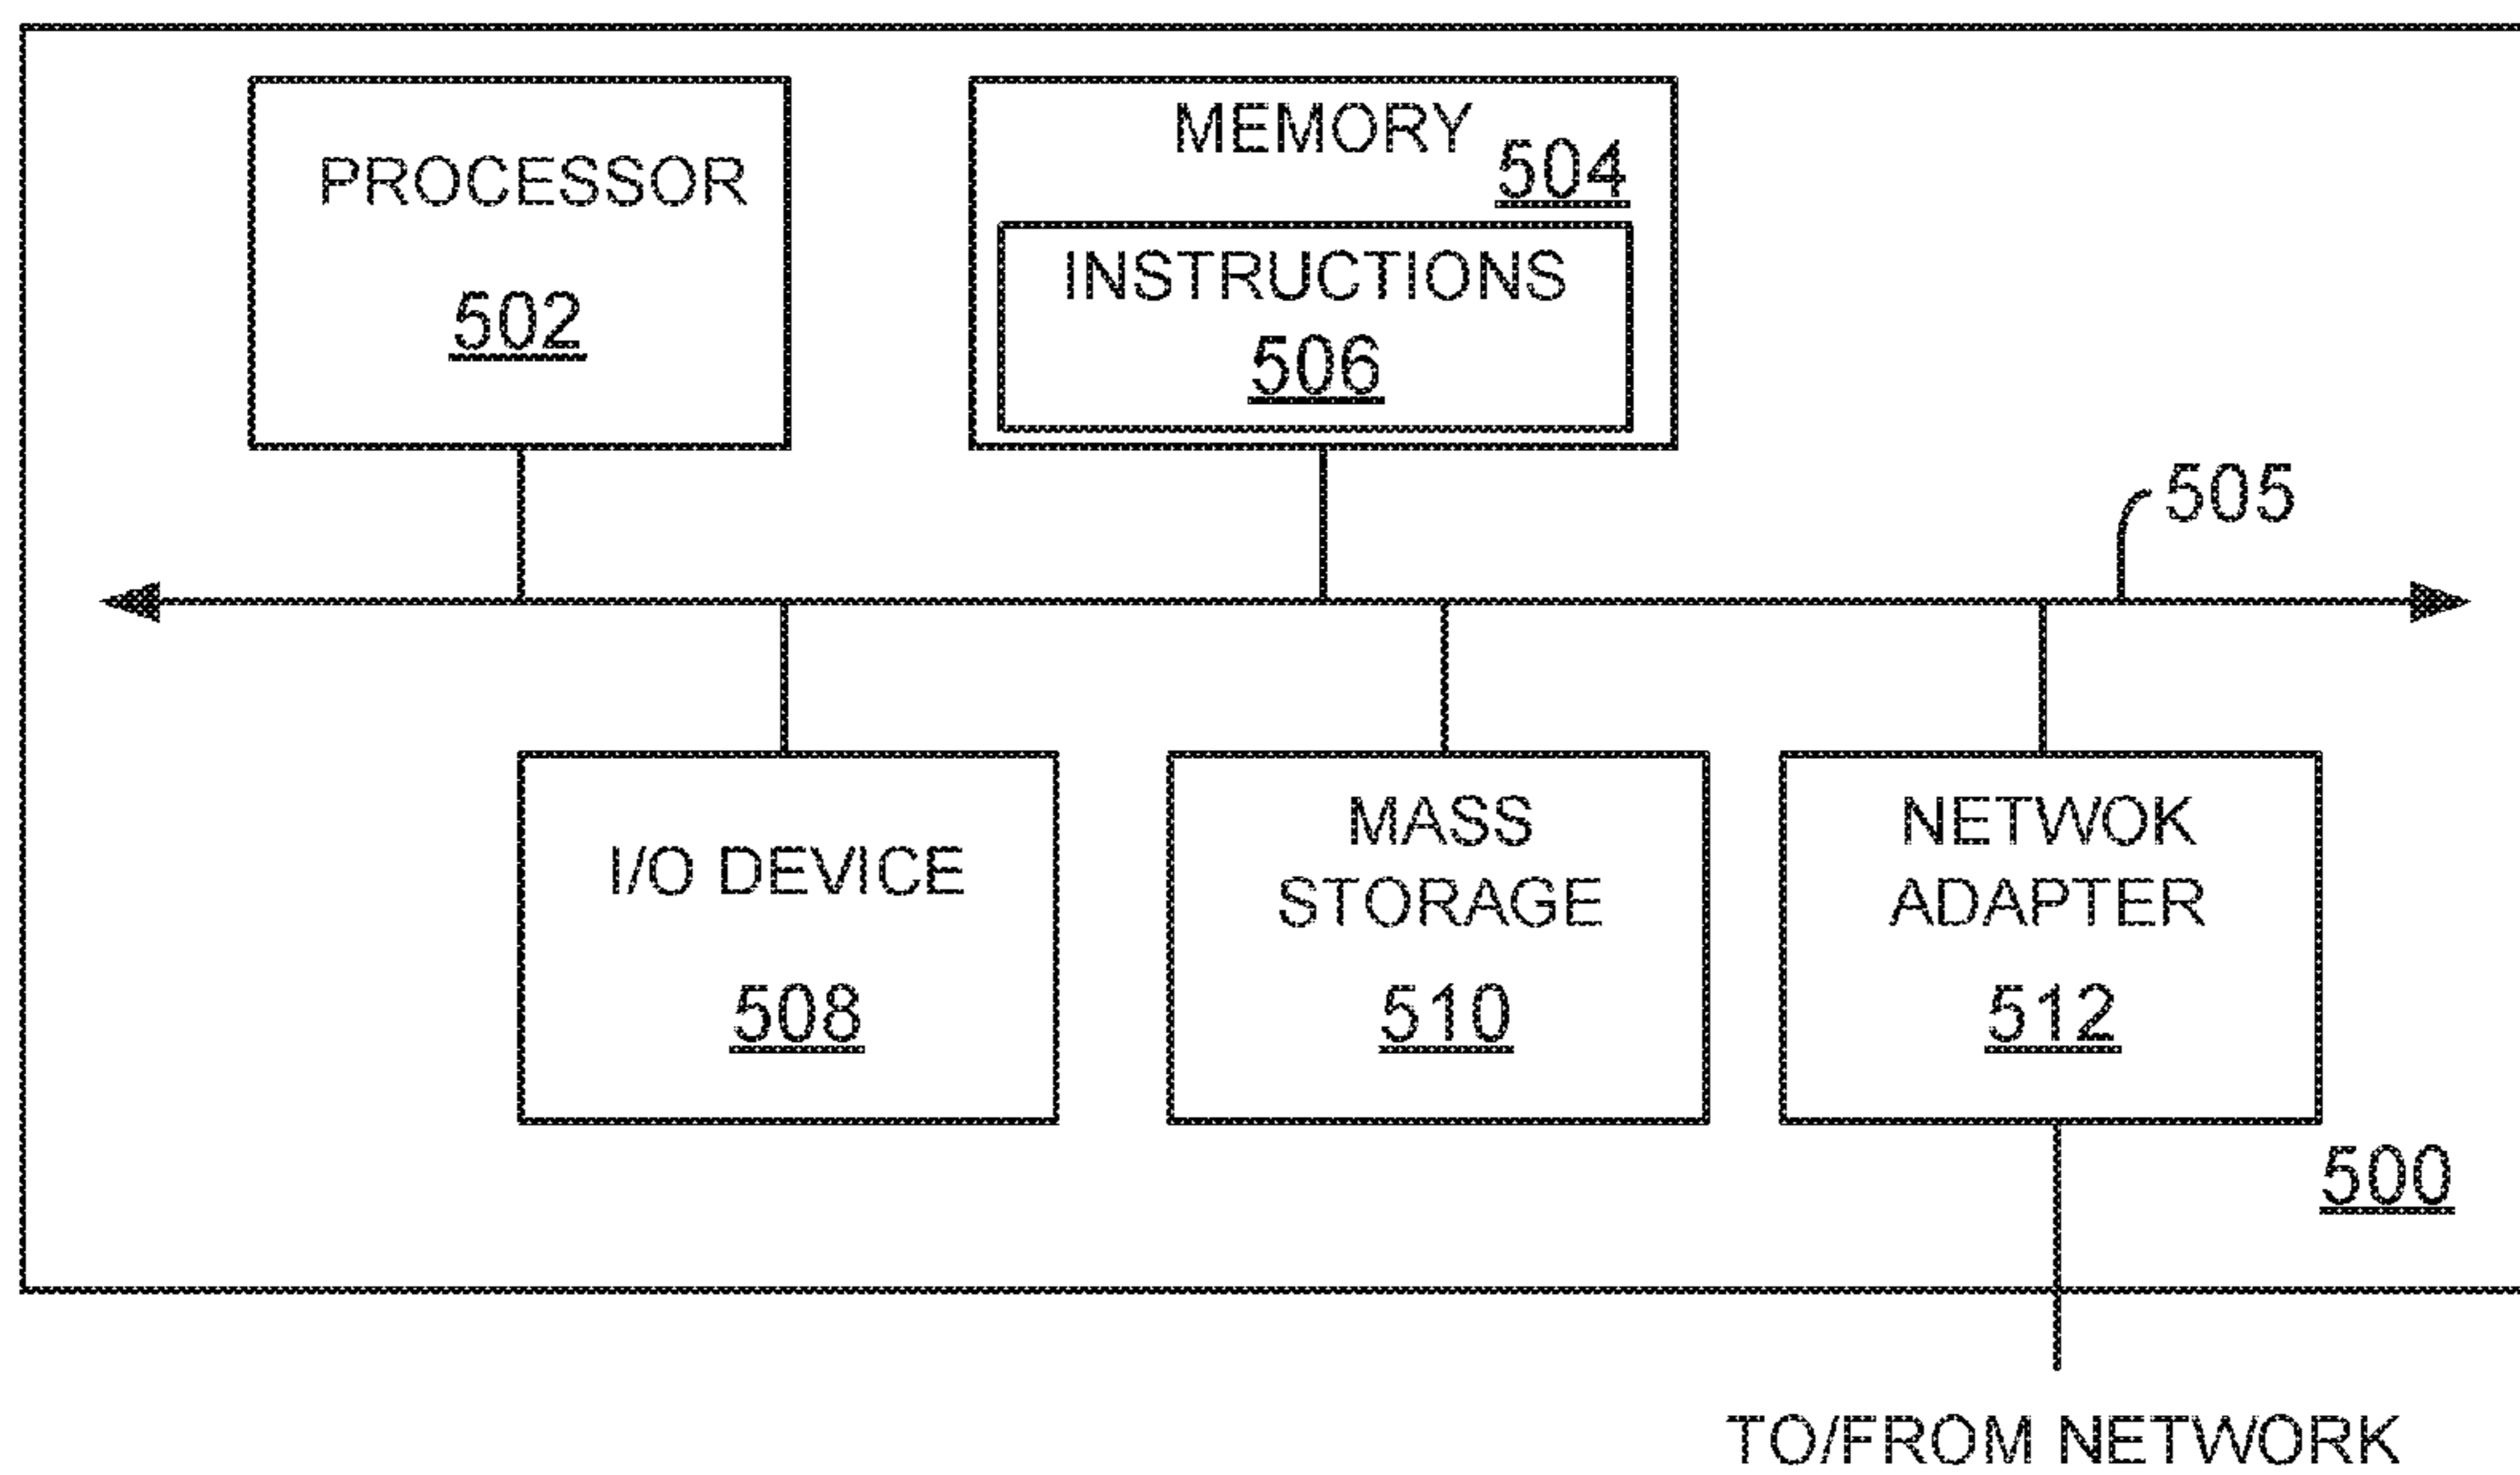 PROCESSOR
502
MEMORY
504
INSTRUCTIONS
506
505
I/O DEVICE
508
MASS
STORAGE
510
NETWOK
ADAPTER
512
500
TO/FROM NETWORK